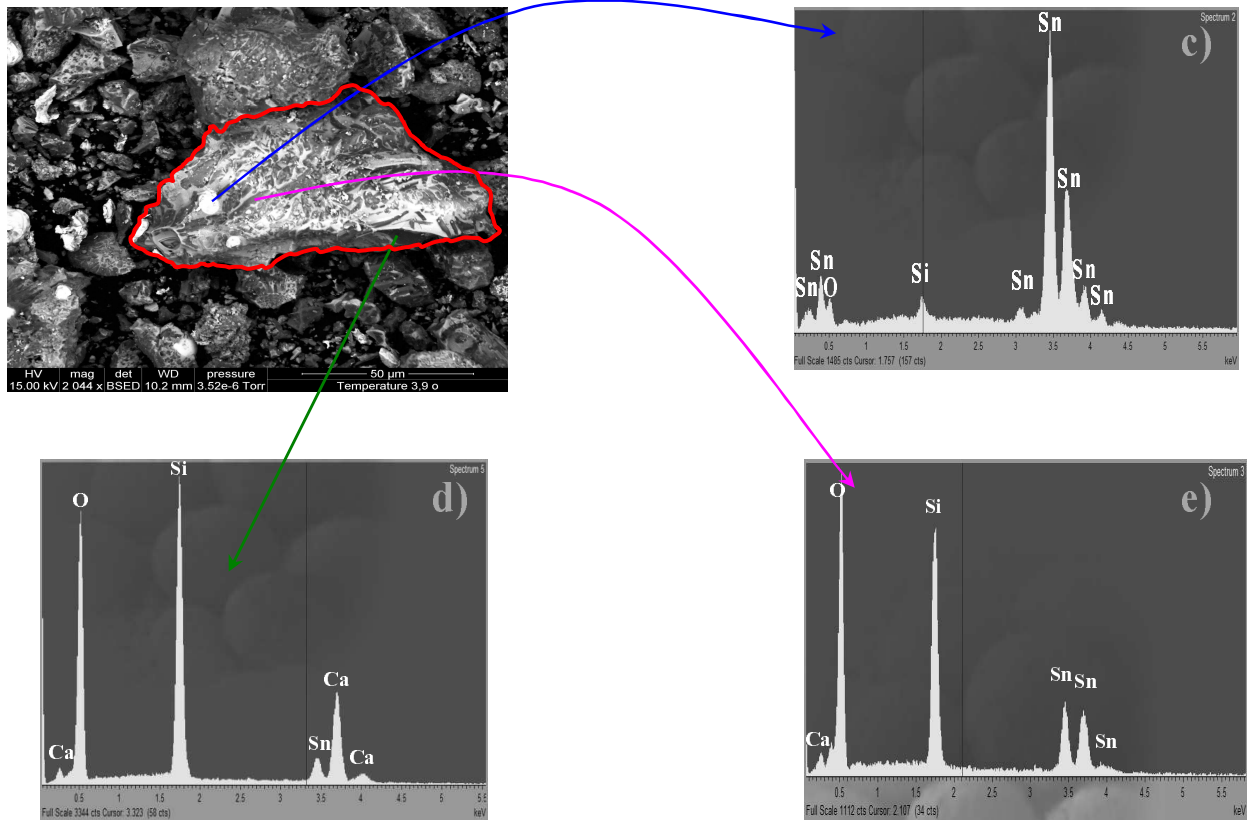 HV mag det WD pressure 50 µm
15.00 kV 2 044 x BSED 10.2 mm 3.52e-6 Torr Temperature 3,9 o
Spectrum 2
c)
Sn
Sn
Sn
Sn O
Si
Sn
Sn
Sn
0.5 1 1.5 2 2.5 3 3.5 4 4.5 5 5.5
Full Scale 1485 cts Cursor: 1.757 (157 cts) keV
Spectrum 5
d)
Si
O
Ca
Ca
Sn
Ca
0.5 1 1.5 2 2.5 3 3.5 4 4.5 5 5.5
Full Scale 3344 cts Cursor: 3.323 (58 cts) keV
Spectrum 3
e)
O
Si
Sn Sn
Ca
Sn
0.5 1 1.5 2 2.5 3 3.5 4 4.5 5 5.5
Full Scale 1112 cts Cursor: 2.107 (34 cts) keV